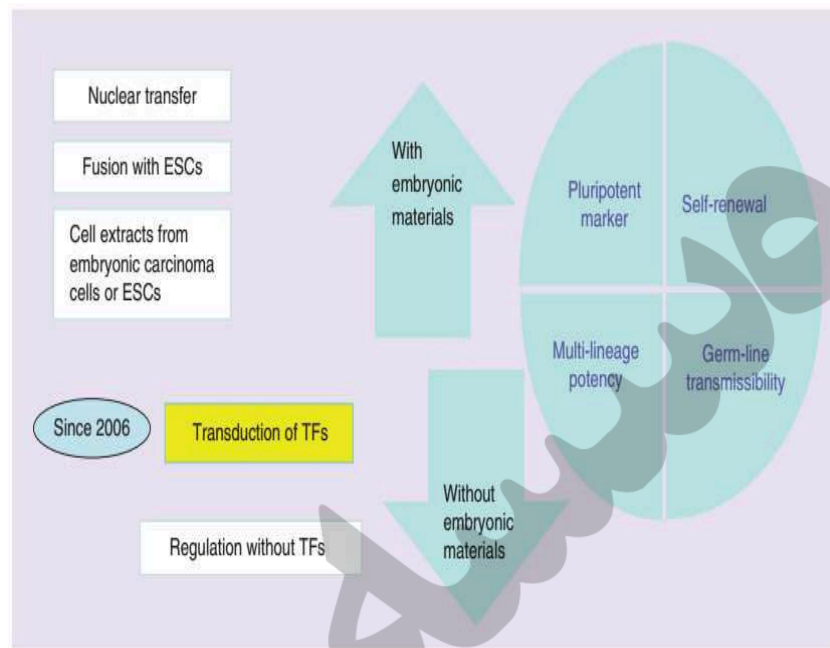 Nuclear transfer
Fusion with ESCs
Cell extracts from
embryonic carcinoma
cells or ESCs
With
embryonic
materials
Pluripotent
marker
Self-renewal
Multi-lineage
potency
Germ-line
transmissibility
Since 2006
Transduction of TFs
Without
embryonic
materials
Regulation without TFs